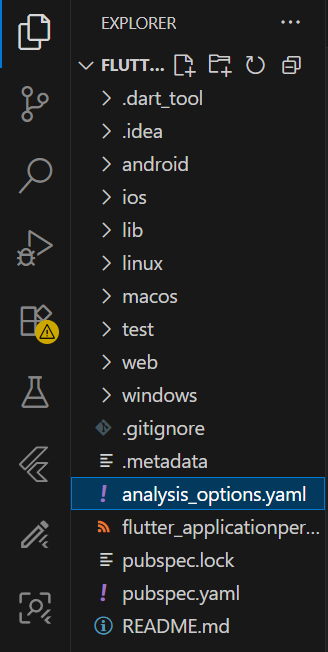 EXPLORER
FLUTT...
.dart_tool
.idea
android
ios
lib
linux
macos
test
web
windows
.gitignore
.metadata
analysis_options.yaml
flutter_applicationper...
pubspec.lock
pubspec.yaml
README.md